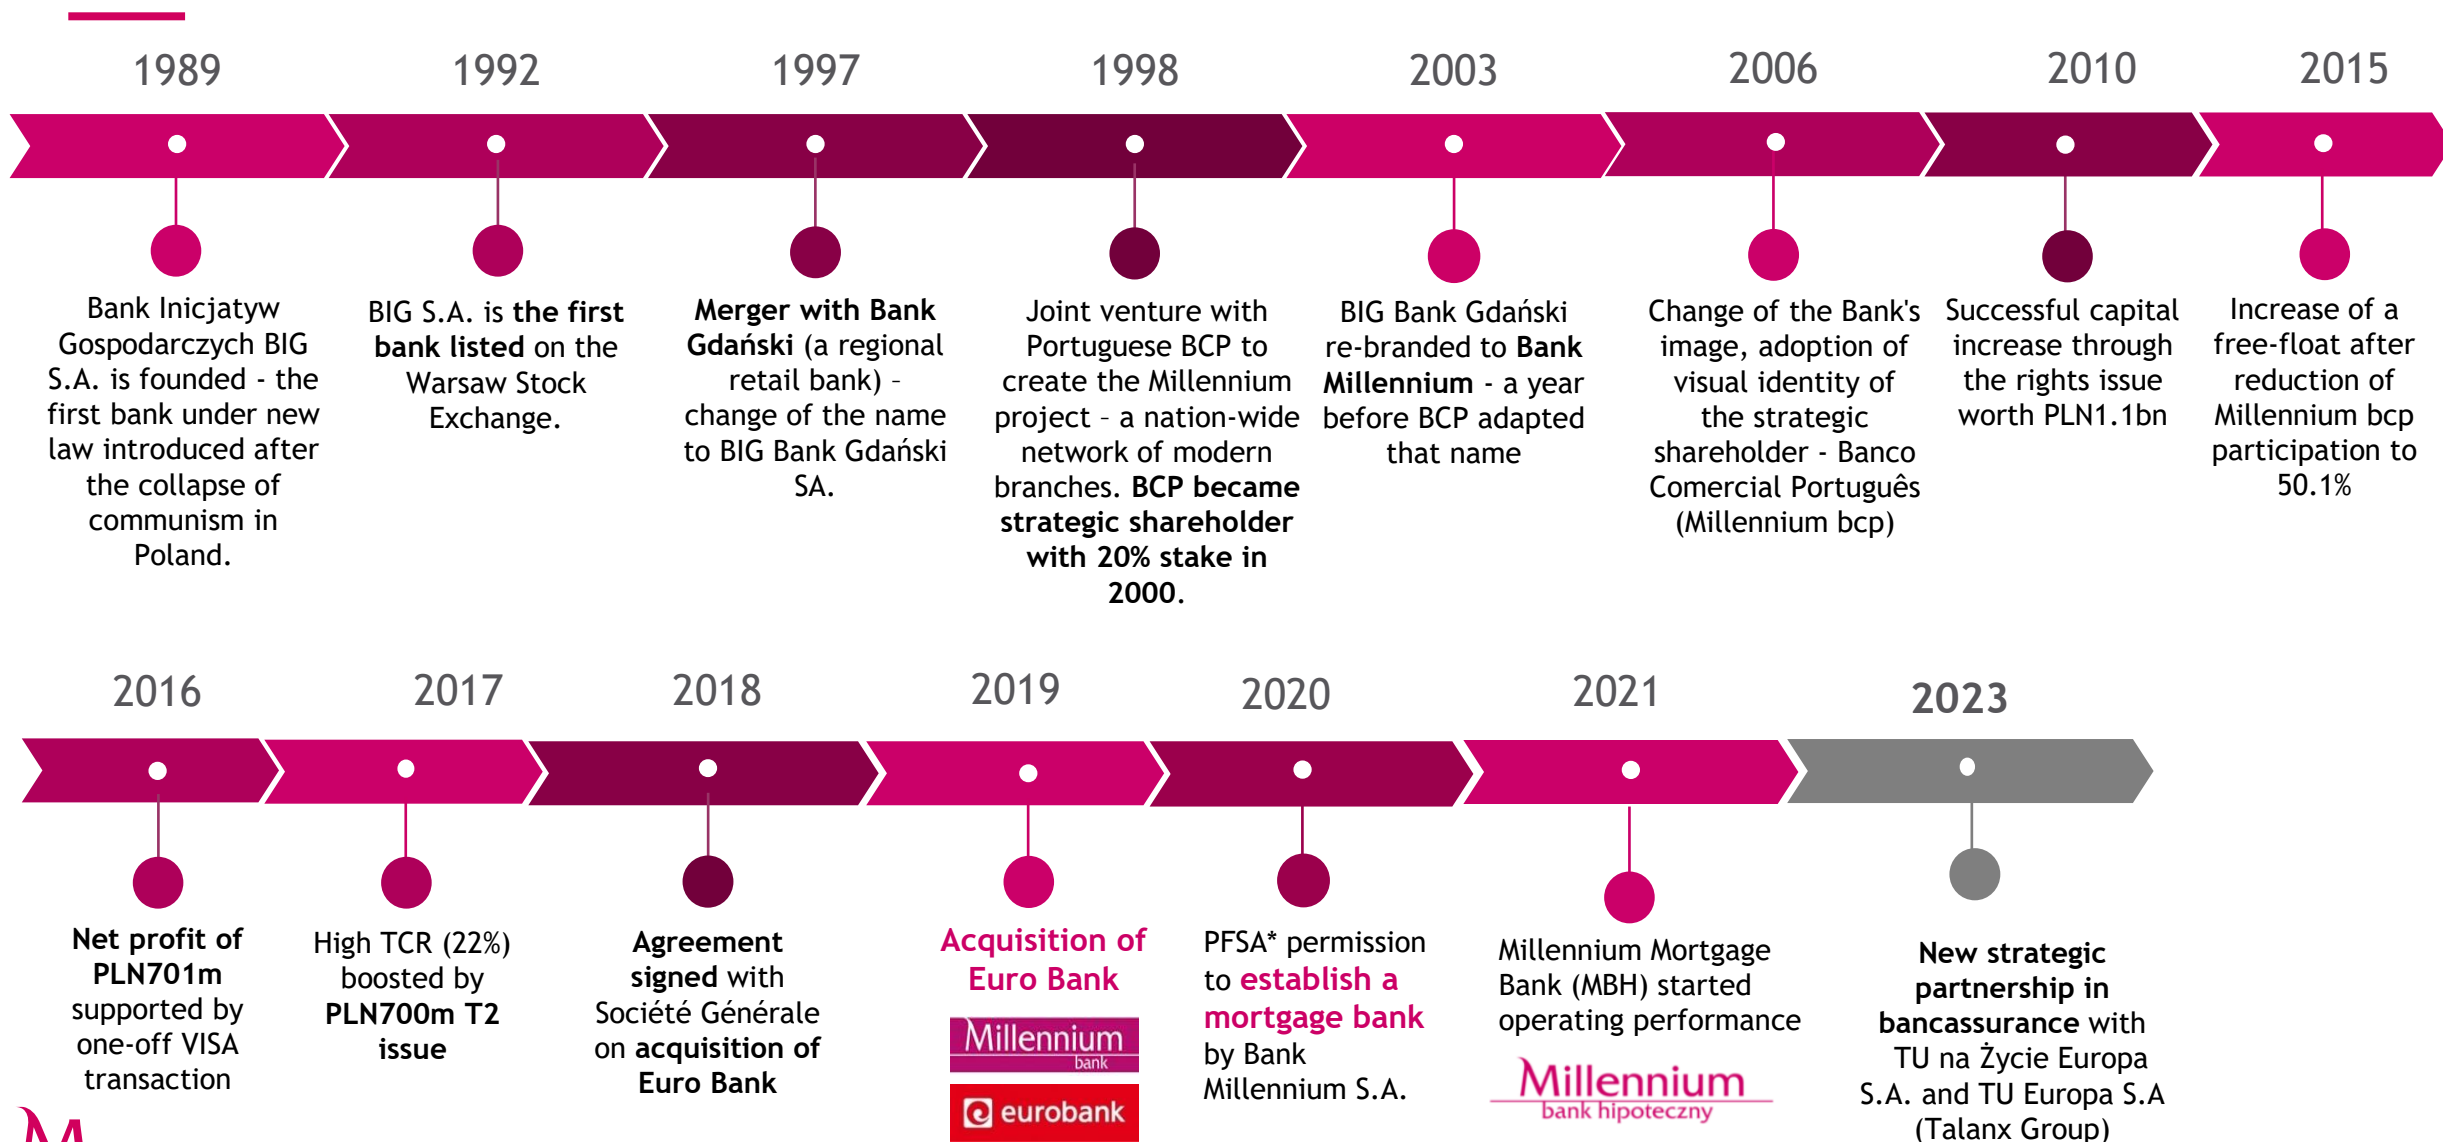 1989
Bank Inicjatyw
Gospodarczych BIG
S.A. is founded - the
first bank under new
law introduced after
the collapse of
communism in
Poland.
1992
BIG S.A. is the first
bank listed on the
Warsaw Stock
Exchange.
1997
Merger with Bank
Gdański (a regional
retail bank) –
change of the name
to BIG Bank Gdański
SA.
1998
Joint venture with
Portuguese BCP to
create the Millennium
project – a nation-wide
network of modern
branches. BCP became
strategic shareholder
with 20% stake in
2000.
2003
BIG Bank Gdański
re-branded to Bank
Millennium - a year
before BCP adapted
that name
2006
Change of the Bank's
image, adoption of
visual identity of
the strategic
shareholder - Banco
Comercial Português
(Millennium bcp)
2010
Successful capital
increase through
the rights issue
worth PLN1.1bn
2015
Increase of a
free-float after
reduction of
Millennium bcp
participation to
50.1%
2016
Net profit of
PLN701m
supported by
one-off VISA
transaction
2017
High TCR (22%)
boosted by
PLN700m T2
issue
2018
Agreement
signed with
Société Générale
on acquisition of
Euro Bank
2019
Acquisition of
Euro Bank
Millennium
bank
eurobank
2020
PFSA* permission
to establish a
mortgage bank
by Bank
Millennium S.A.
2021
Millennium Mortgage
Bank (MBH) started
operating performance
Millennium
bank hipoteczny
2023
New strategic
partnership in
bancassurance with
TU na Życie Europa
S.A. and TU Europa S.A
(Talanx Group)
M